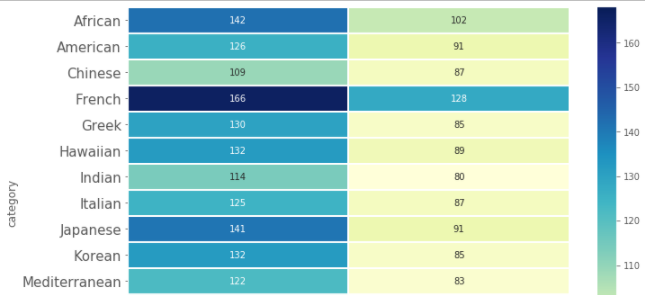 African 142 102
American 126 91
Chinese 109 87
French 166 128
Greek 130 85
Hawaiian 132 89
Indian 114 80
Italian 125 87
Japanese 141 91
Korean 132 85
Mediterranean 122 83
category
160
150
140
130
120
110